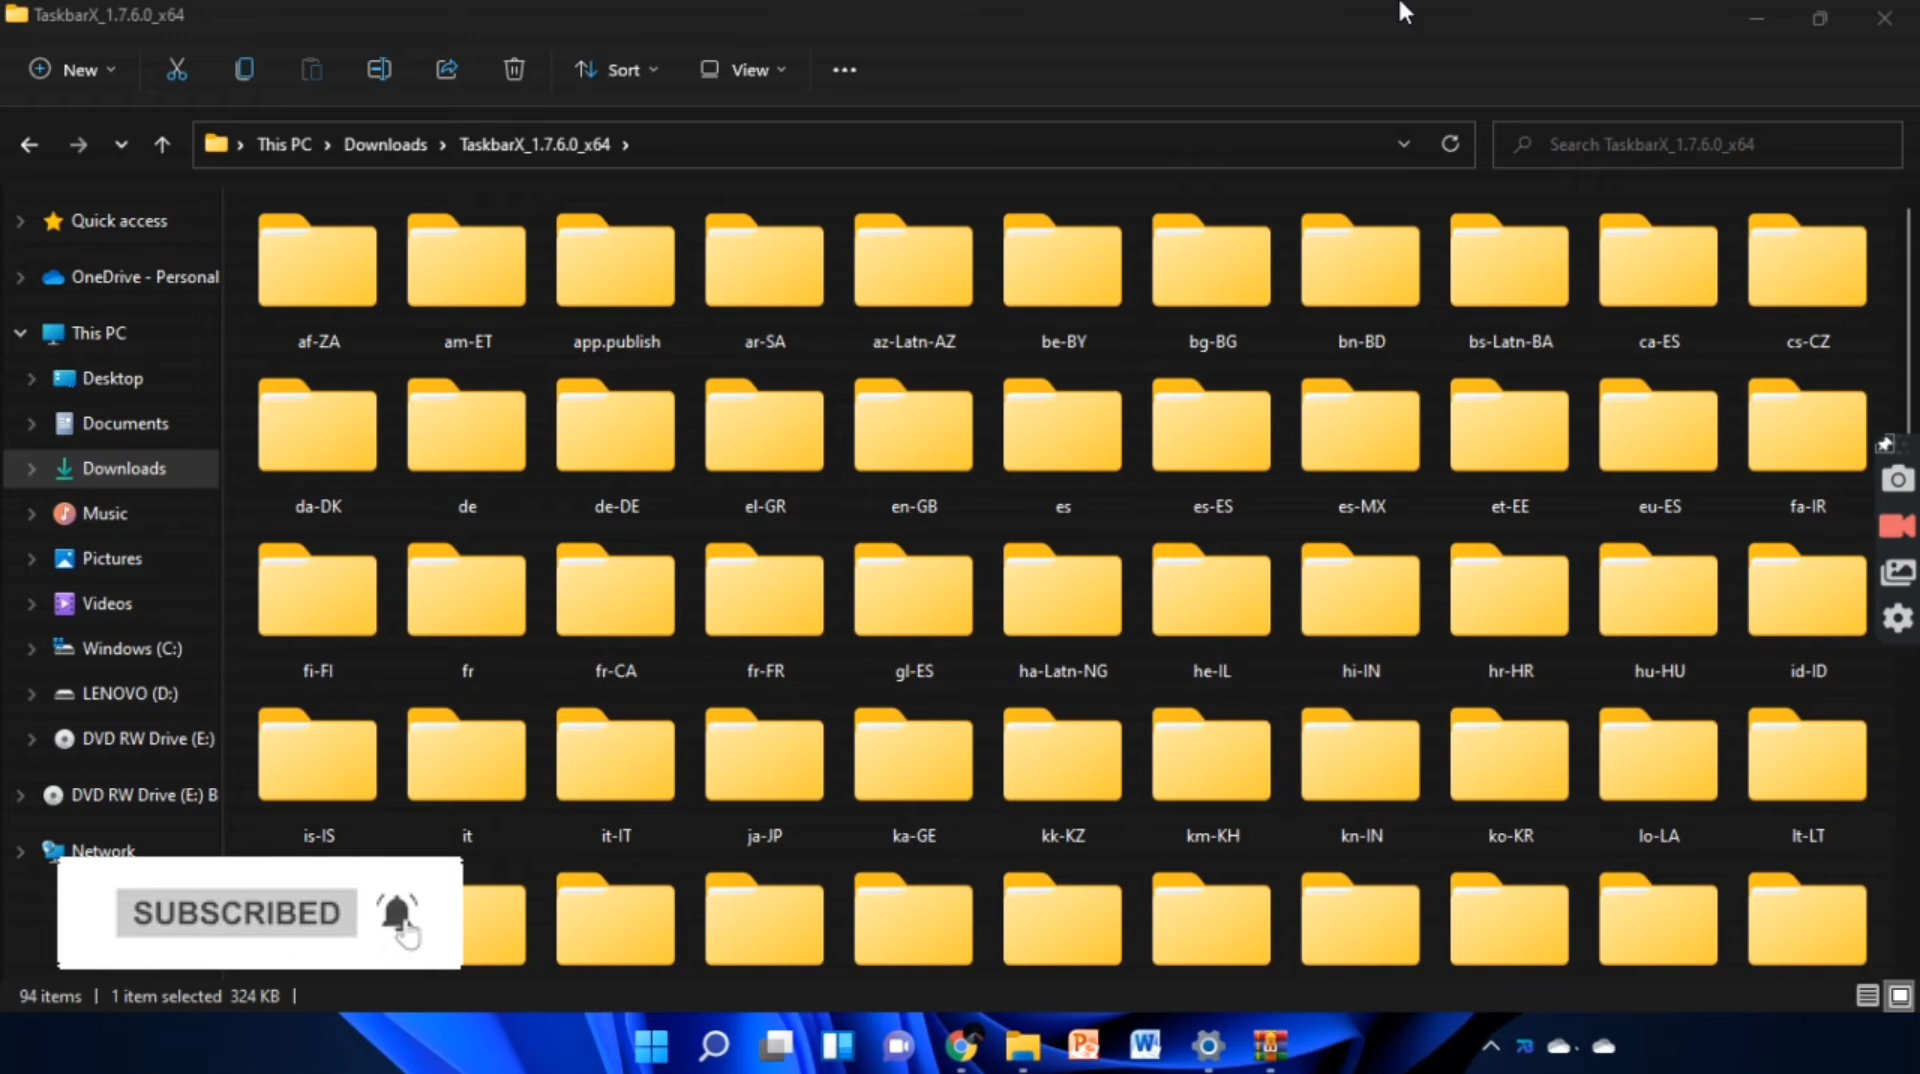 TaskbarX_1.7.6.0_x64
New
Sort
View
This PC
Downloads
TaskbarX_1.7.6.0_x64
Search TaskbarX_1.7.6.0_x64
Quick access
OneDrive - Personal
This PC
Desktop
Documents
Downloads
Music
Pictures
Videos
Windows (C:)
LENOVO (D:)
DVD RW Drive (E:)
DVD RW Drive (E:) B
Network
af-ZA am-ET app.publish ar-SA az-Latn-AZ be-BY bg-BG bn-BD bs-Latn-BA ca-ES cs-CZ
da-DK de de-DE el-GR en-GB es es-ES es-MX et-EE eu-ES fa-IR
fi-FI fr fr-CA fr-FR gl-ES ha-Latn-NG he-IL hi-IN hr-HR hu-HU id-ID
is-IS it it-IT ja-JP ka-GE kk-KZ km-KH kn-IN ko-KR lo-LA lt-LT
SUBSCRIBED
94 items 1 item selected 324 KB